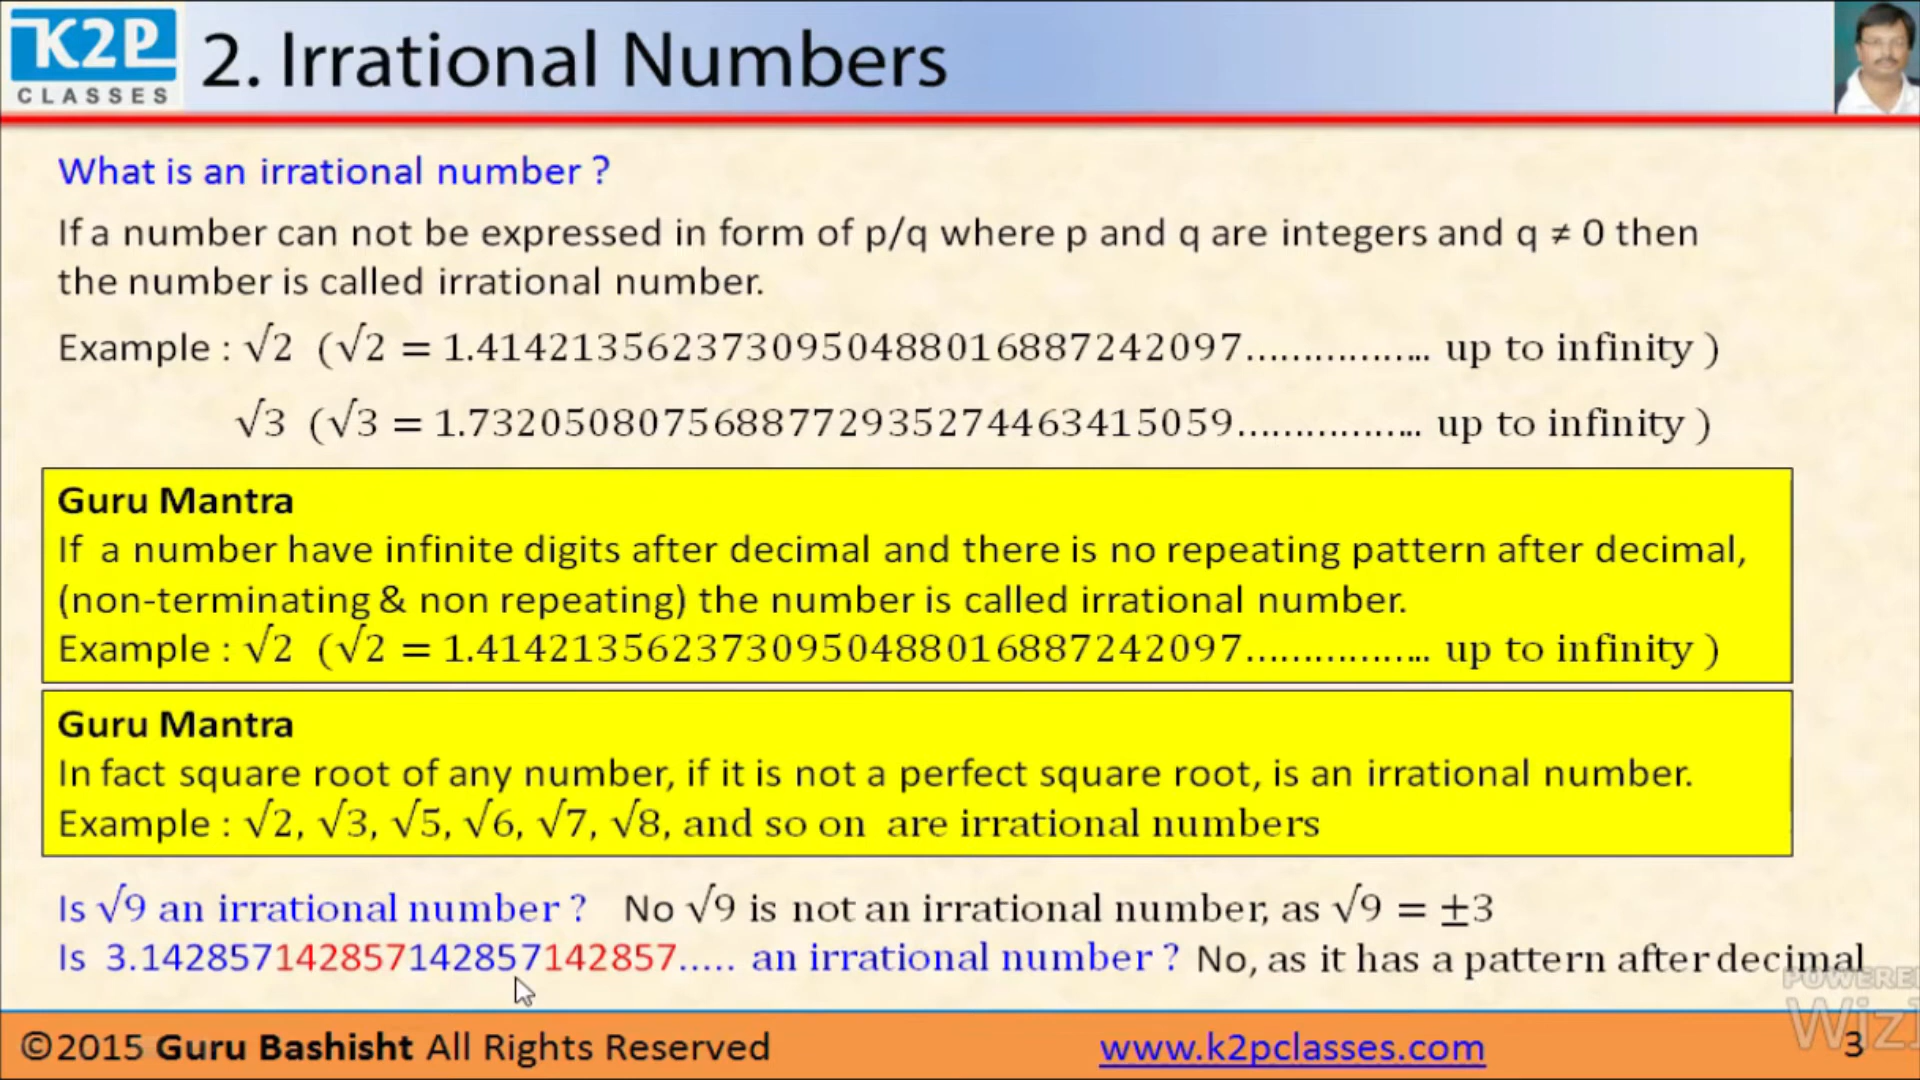 K2P
CLASSES
2. Irrational Numbers
What is an irrational number ?
If a number can not be expressed in form of p/q where p and q are integers and q ≠ 0 then
the number is called irrational number.
Example : √2 (√2 = 1.4142135623730950488016887242097................. up to infinity )
√3 (√3 = 1.7320508075688772935274463415059................. up to infinity )
Guru Mantra
If a number have infinite digits after decimal and there is no repeating pattern after decimal,
(non-terminating & non repeating) the number is called irrational number.
Example : √2 (√2 = 1.4142135623730950488016887242097................. up to infinity )
Guru Mantra
In fact square root of any number, if it is not a perfect square root, is an irrational number.
Example : √2, √3, √5, √6, √7, √8, and so on are irrational numbers
Is √9 an irrational number ? No √9 is not an irrational number, as √9 = ±3
Is 3.142857142857142857142857..... an irrational number ? No, as it has a pattern after decimal
POWERE
Wizi
©2015 Guru Bashisht All Rights Reserved www.k2pclasses.com 3